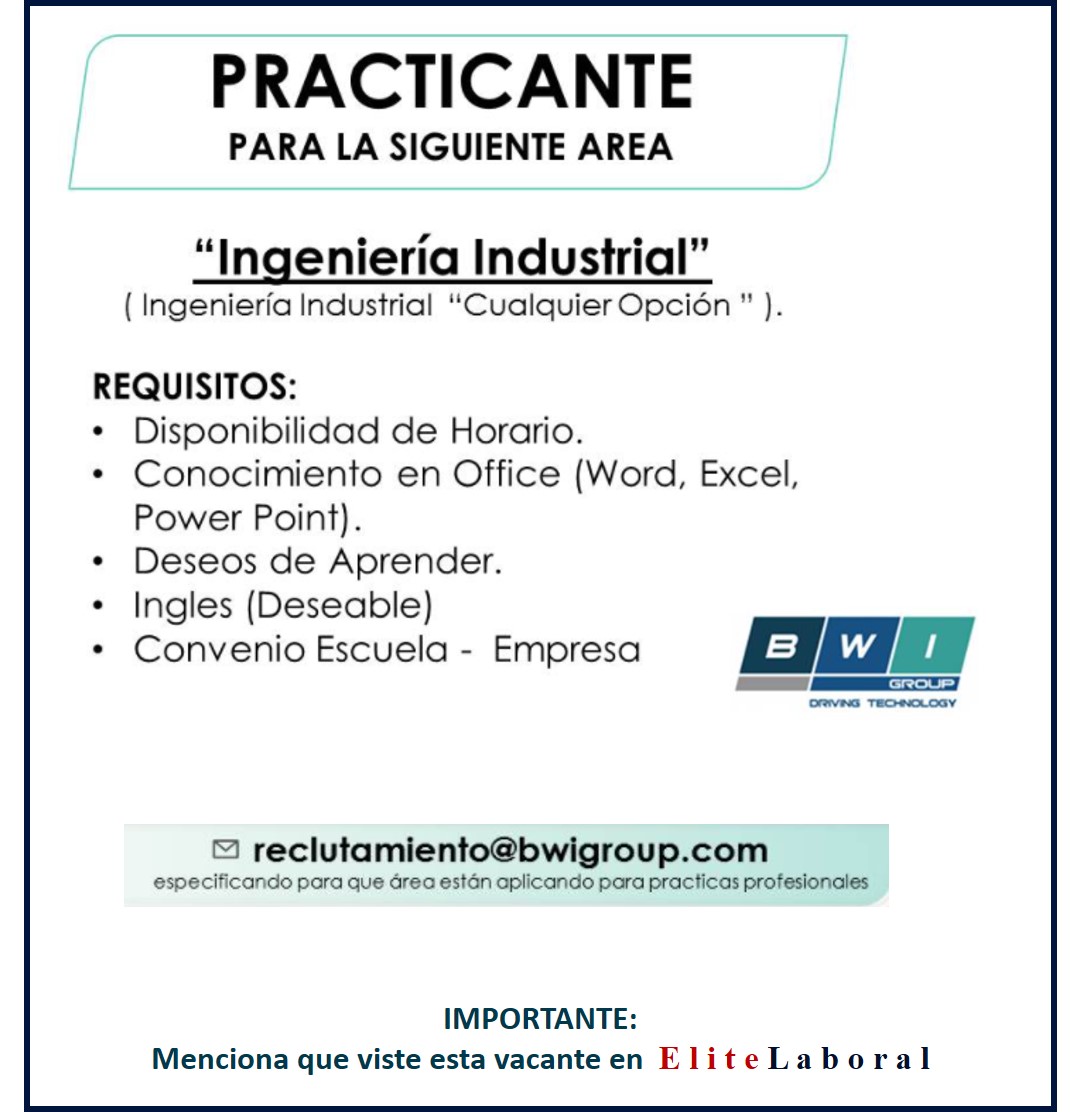 PRACTICANTE
PARA LA SIGUIENTE AREA
“Ingeniería Industrial”
( Ingeniería Industrial “Cualquier Opción ” ).
REQUISITOS:
• Disponibilidad de Horario.
• Conocimiento en Office (Word, Excel,
Power Point).
• Deseos de Aprender.
• Ingles (Deseable)
• Convenio Escuela - Empresa
BWI
GROUP
DRIVING TECHNOLOGY
reclutamiento@bwigroup.com
especificando para que área están aplicando para practicas profesionales
IMPORTANTE:
Menciona que viste esta vacante en EliteLaboral